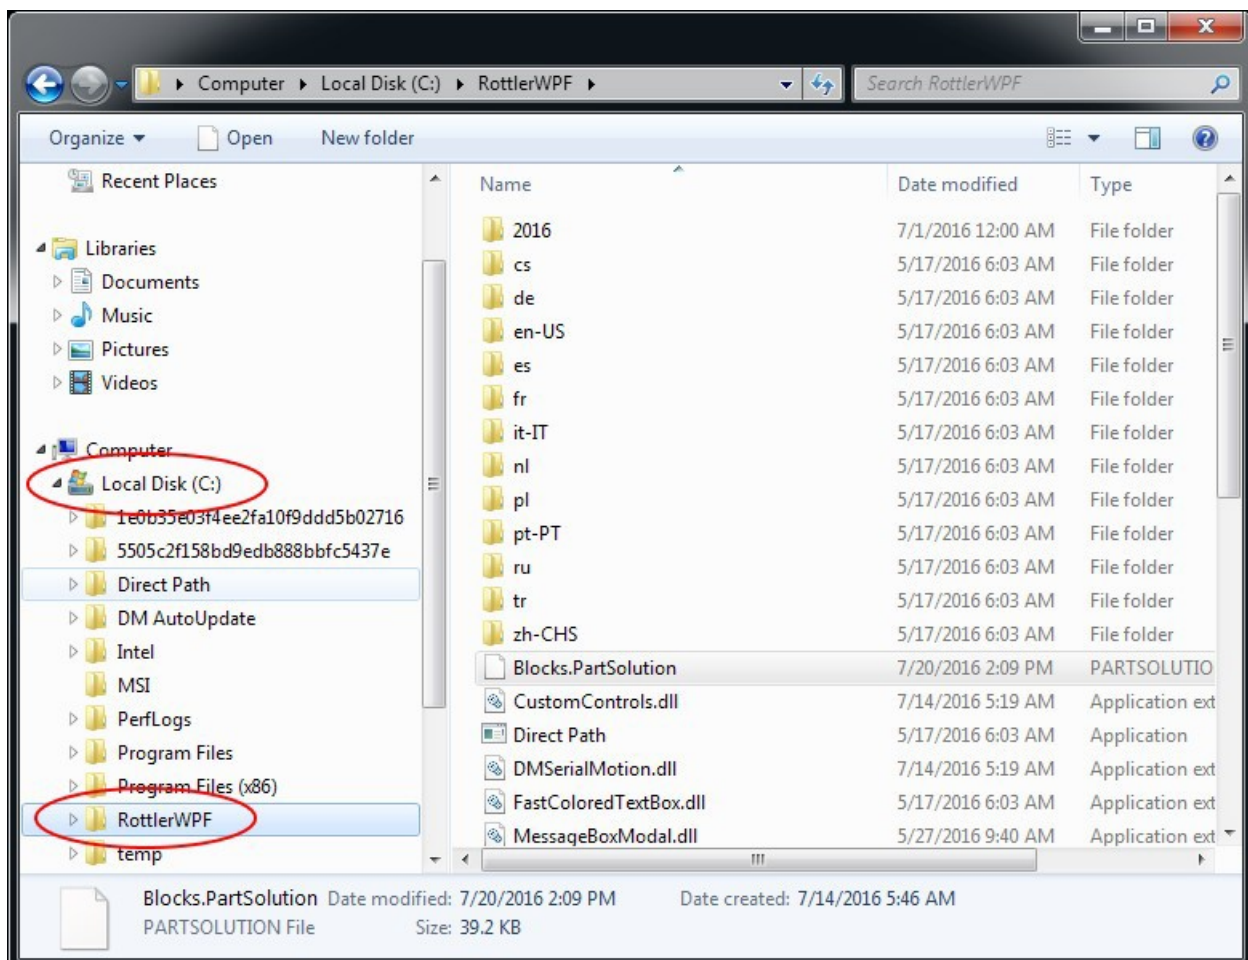 Computer Local Disk (C:) RottlerWPF Search RottlerWPF
Organize Open New folder
Recent Places
Libraries
Documents
Music
Pictures
Videos
Computer
Local Disk (C:)
1e0b35e03f4ee2fa10f9ddd5b02716
5505c2f158bd9edb888bbfc5437e
Direct Path
DM AutoUpdate
Intel
MSI
PerfLogs
Program Files
Program Files (x86)
RottlerWPF
temp
Name Date modified Type
2016 7/1/2016 12:00 AM File folder
cs 5/17/2016 6:03 AM File folder
de 5/17/2016 6:03 AM File folder
en-US 5/17/2016 6:03 AM File folder
es 5/17/2016 6:03 AM File folder
fr 5/17/2016 6:03 AM File folder
it-IT 5/17/2016 6:03 AM File folder
nl 5/17/2016 6:03 AM File folder
pl 5/17/2016 6:03 AM File folder
pt-PT 5/17/2016 6:03 AM File folder
ru 5/17/2016 6:03 AM File folder
tr 5/17/2016 6:03 AM File folder
zh-CHS 5/17/2016 6:03 AM File folder
Blocks.PartSolution 7/20/2016 2:09 PM PARTSOLUTIO
CustomControls.dll 7/14/2016 5:19 AM Application ext
Direct Path 5/17/2016 6:03 AM Application
DMSerialMotion.dll 7/14/2016 5:19 AM Application ext
FastColoredTextBox.dll 5/17/2016 6:03 AM Application ext
MessageBoxModal.dll 5/27/2016 9:40 AM Application ext
Blocks.PartSolution Date modified: 7/20/2016 2:09 PM Date created: 7/14/2016 5:46 AM
PARTSOLUTION File Size: 39.2 KB